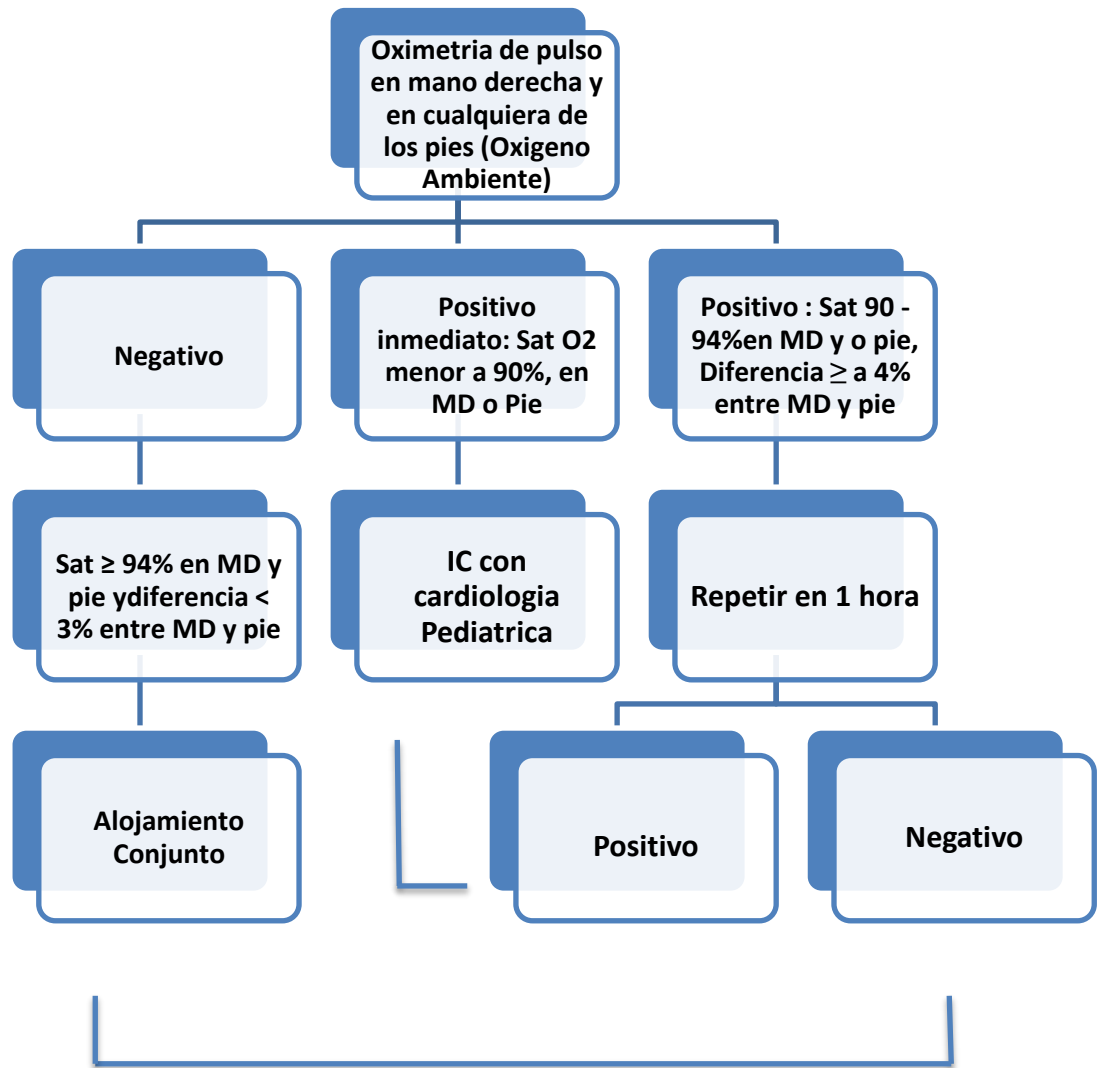 Oximetria de pulso
en mano derecha y
en cualquiera de
los pies (Oxigeno
Ambiente)
Negativo
Positivo
inmediato: Sat O2
menor a 90%, en
MD o Pie
Positivo : Sat 90 -
94%en MD y o pie,
Diferencia ≥ a 4%
entre MD y pie
Sat ≥ 94% en MD y
pie ydiferencia <
3% entre MD y pie
IC con
cardiologia
Pediatrica
Repetir en 1 hora
Alojamiento
Conjunto
Positivo
Negativo